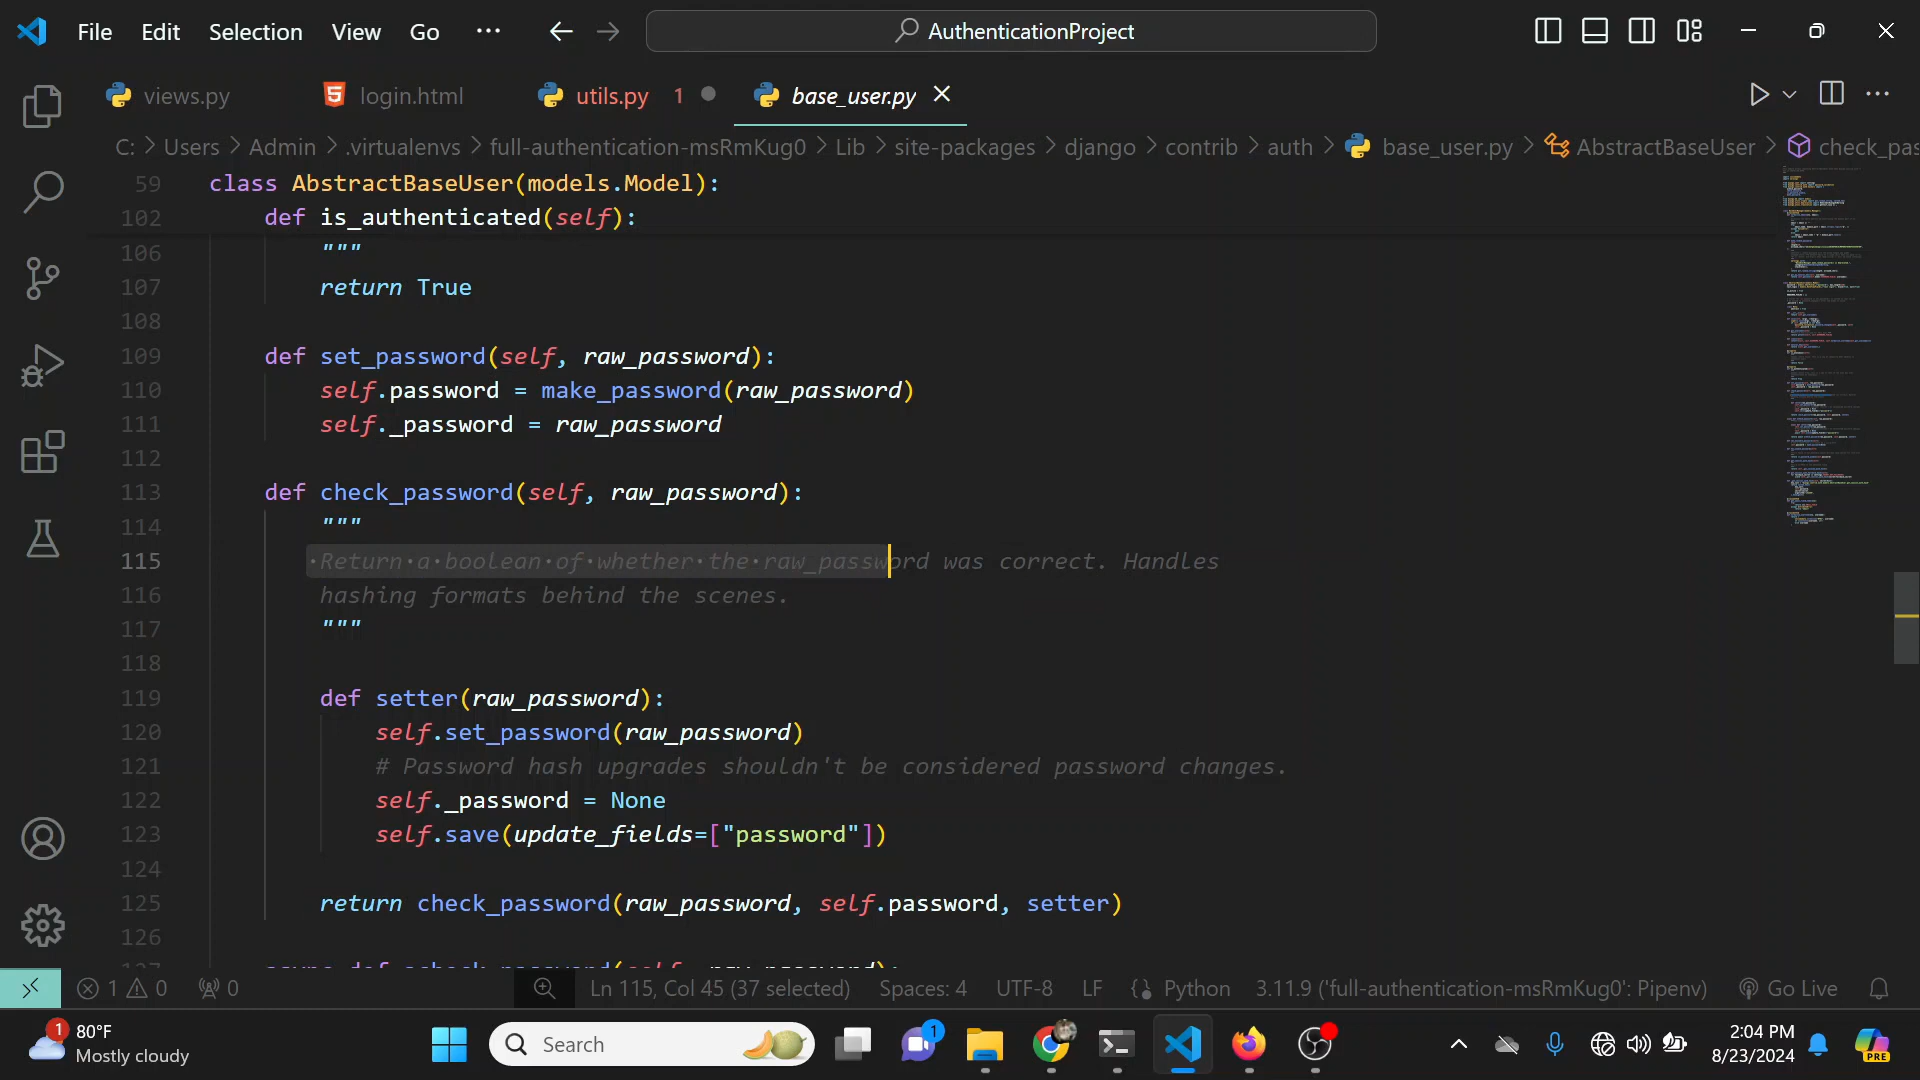 File Edit Selection View Go ··· AuthenticationProject
views.py login.html utils.py 1 base_user.py
C: > Users > Admin > .virtualenvs > full-authentication-msRmKug0 > Lib > site-packages > django > contrib > auth > base_user.py > AbstractBaseUser > check_pas
59 class AbstractBaseUser(models.Model):
102 def is_authenticated(self):
106 """
107 return True
108
109 def set_password(self, raw_password):
110 self.password = make_password(raw_password)
111 self._password = raw_password
112
113 def check_password(self, raw_password):
114 """
115 Return a boolean of whether the raw_password was correct. Handles
116 hashing formats behind the scenes.
117 """
118
119 def setter(raw_password):
120 self.set_password(raw_password)
121 # Password hash upgrades shouldn't be considered password changes.
122 self._password = None
123 self.save(update_fields=["password"])
124
125 return check_password(raw_password, self.password, setter)
126
1 0 0 Ln 115, Col 45 (37 selected) Spaces: 4 UTF-8 LF Python 3.11.9 ('full-authentication-msRmKug0': Pipenv) Go Live
1 80°F
Mostly cloudy
Search
1
2:04 PM
8/23/2024
PRE